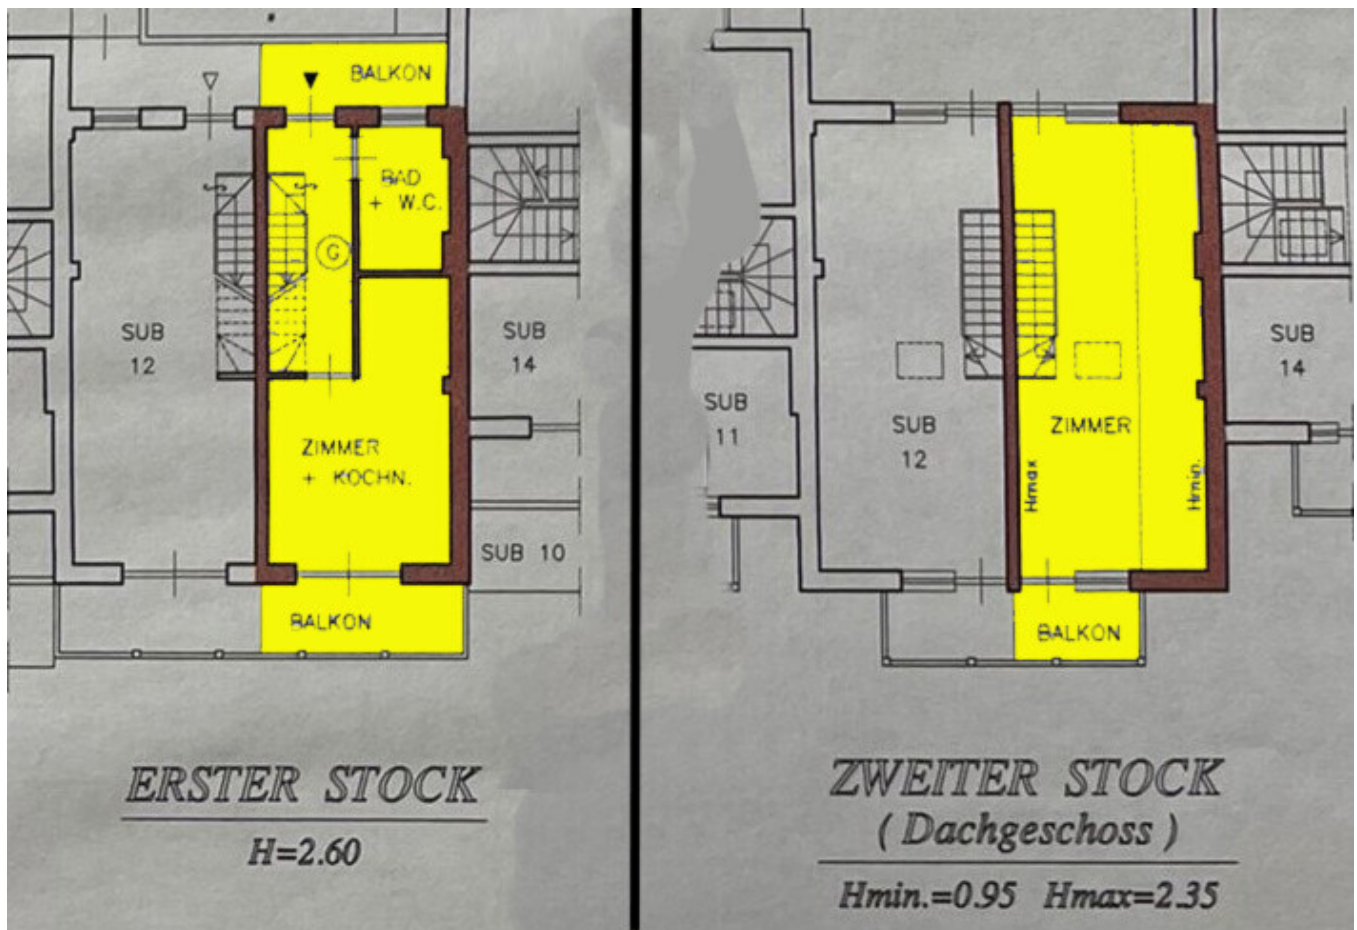 BALKON
BAD
+ W.C.
G
SUB
12
SUB
14
ZIMMER
+ KOCHN.
SUB 10
BALKON
ERSTER STOCK
H=2.60
SUB
14
SUB
11
SUB
12
ZIMMER
Hmax
Hmin.
BALKON
ZWEITER STOCK
( Dachgeschoss )
Hmin.=0.95 Hmax=2.35